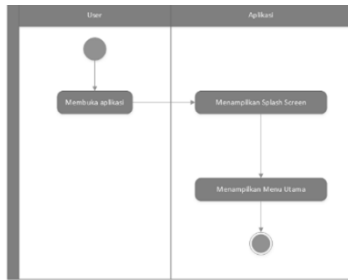 User
Aplikasi
Membuka aplikasi
Menampilkan Splash Screen
Menampilkan Menu Utama